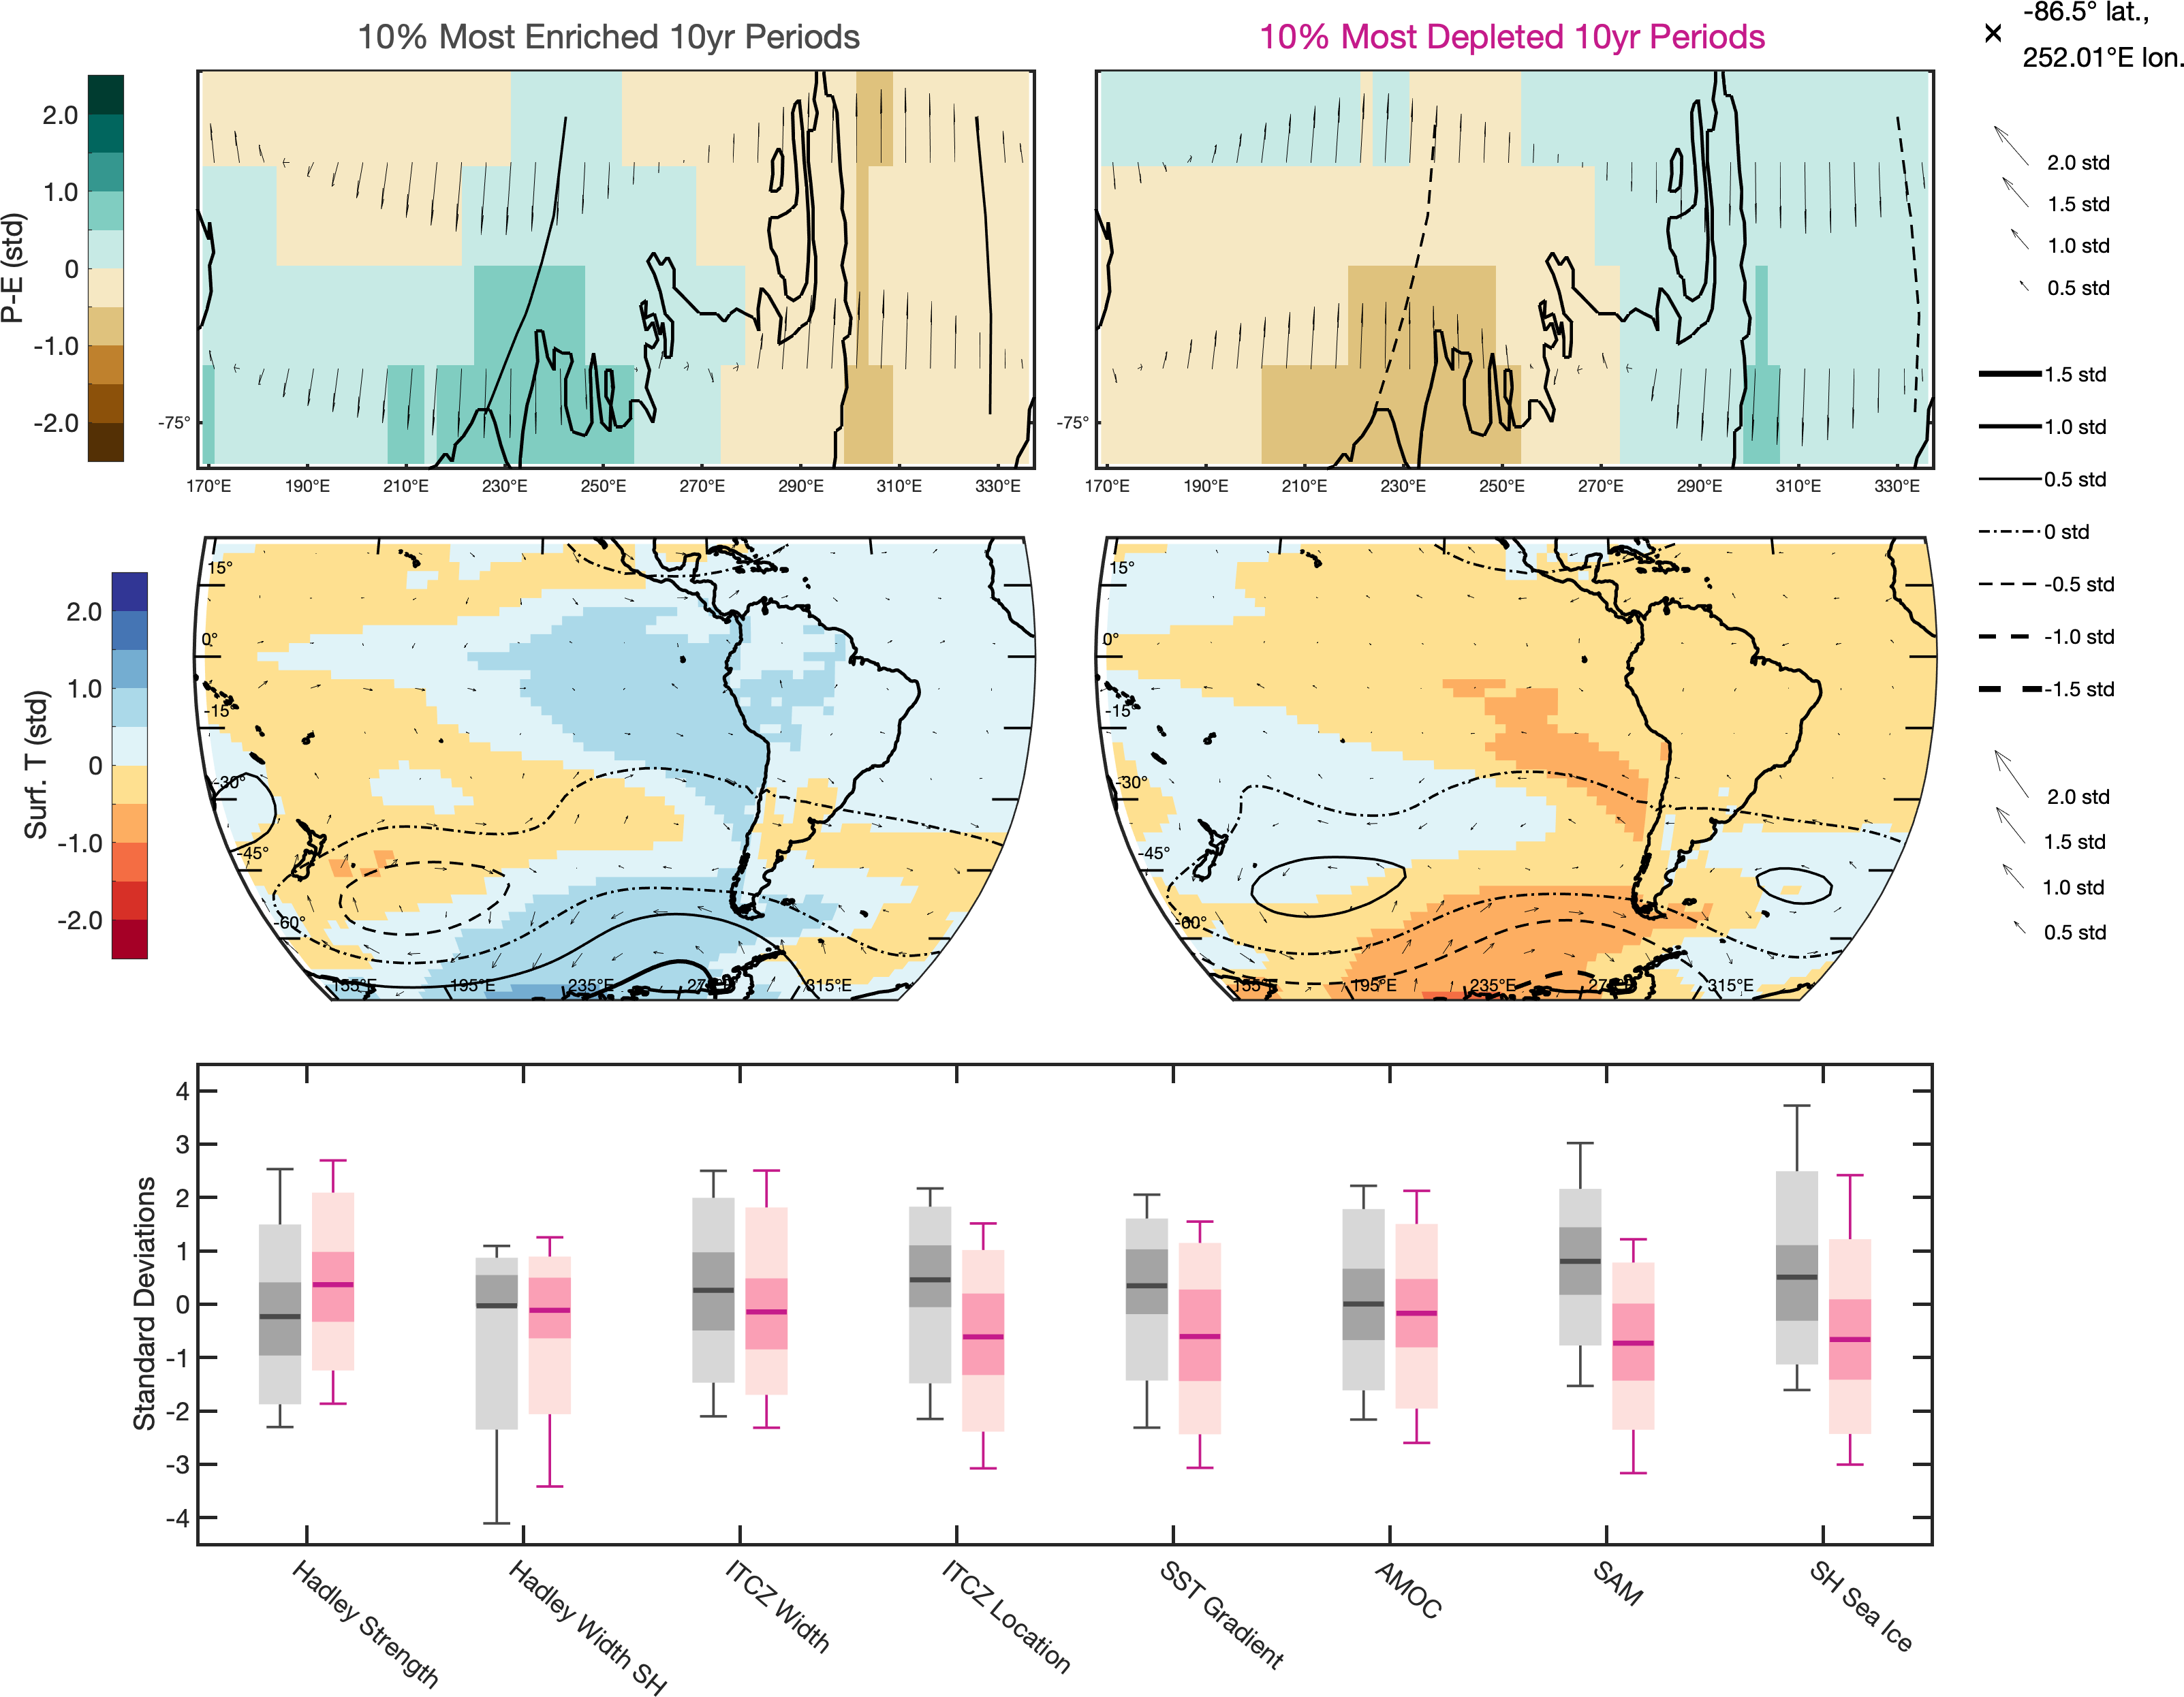 10% Most Enriched 10yr Periods
10% Most Depleted 10yr Periods
-86.5° lat.,
252.01°E lon.
P-E (std)
2.0
1.0
0
-1.0
-2.0
-75°
170°E 190°E 210°E 230°E 250°E 270°E 290°E 310°E 330°E
-75°
170°E 190°E 210°E 230°E 250°E 270°E 290°E 310°E 330°E
2.0 std
1.5 std
1.0 std
0.5 std
1.5 std
1.0 std
0.5 std
0 std
-0.5 std
-1.0 std
-1.5 std
2.0 std
1.5 std
1.0 std
0.5 std
Surf. T (std)
2.0
1.0
0
-1.0
-2.0
15°
0°
-15°
-30°
-45°
-60°
155°E 195°E 235°E 315°E
15°
0°
-15°
-30°
-45°
-60°
155°E 195°E 235°E 315°E
Standard Deviations
4
3
2
1
0
-1
-2
-3
-4
Hadley Strength
Hadley Width SH
ITCZ Width
ITCZ Location
SST Gradient
AMOC
SAM
SH Sea Ice